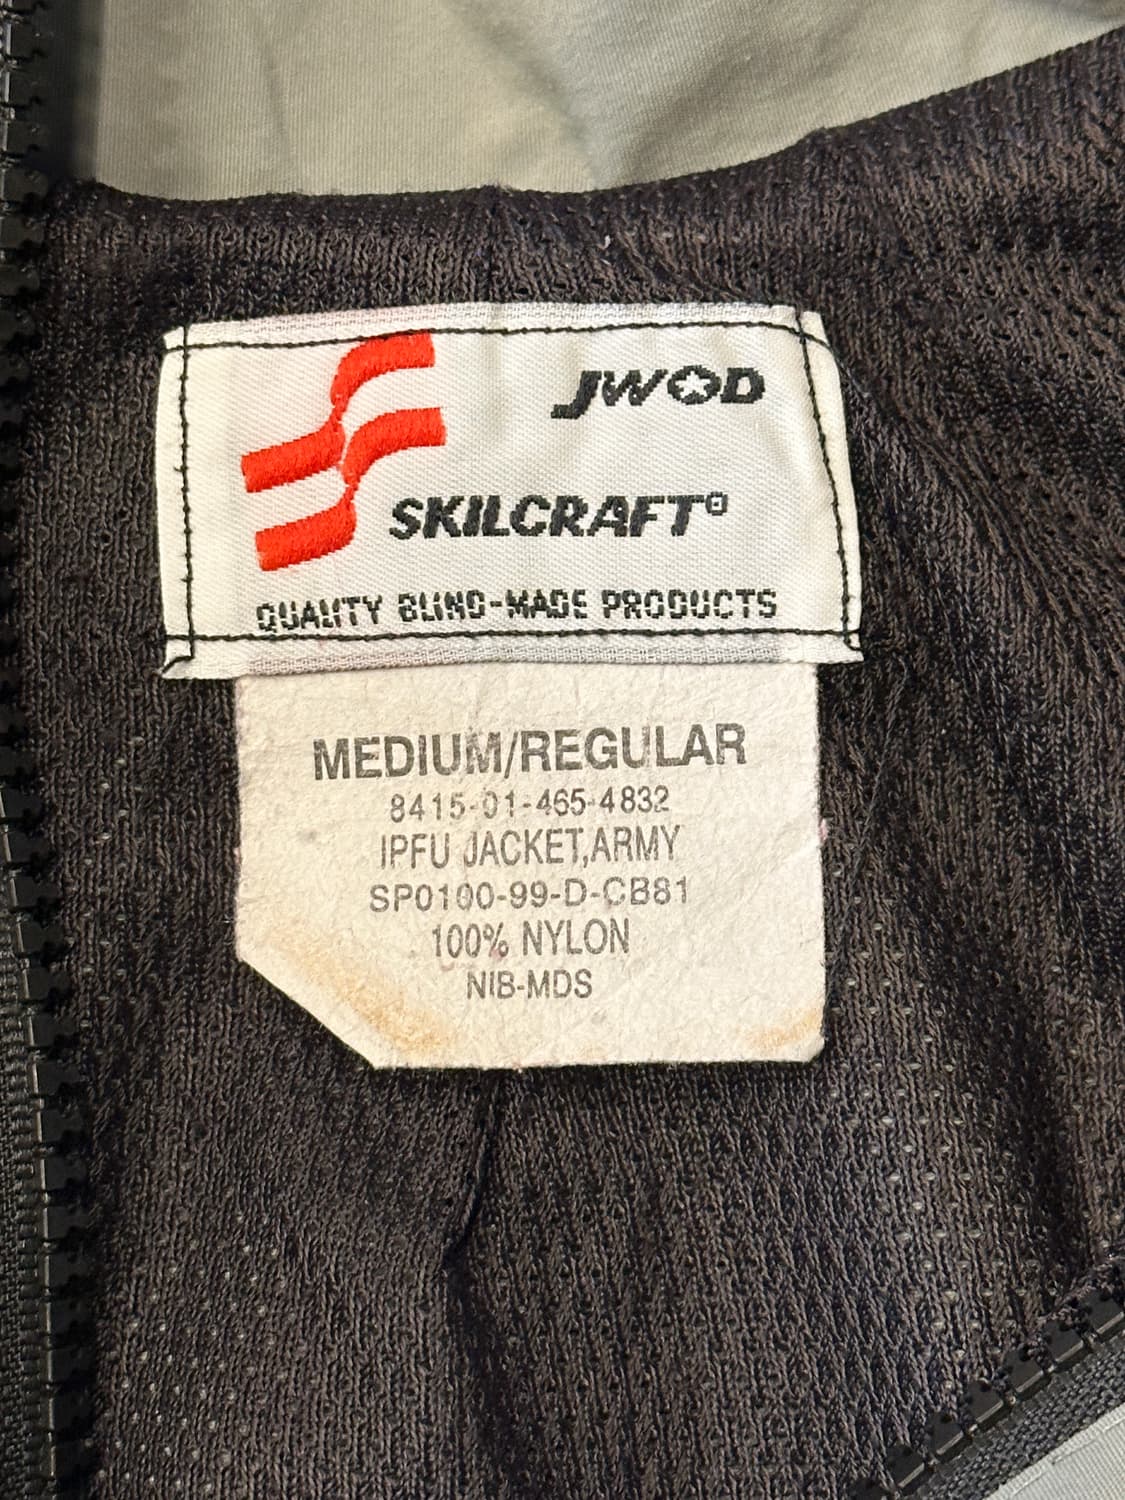 JWOD
SKILCRAFT®
QUALITY BLIND-MADE PRODUCTS
MEDIUM/REGULAR
8415-01-465-4832
IPFU JACKET,ARMY
SP0100-99-D-CB81
100% NYLON
NIB-MDS